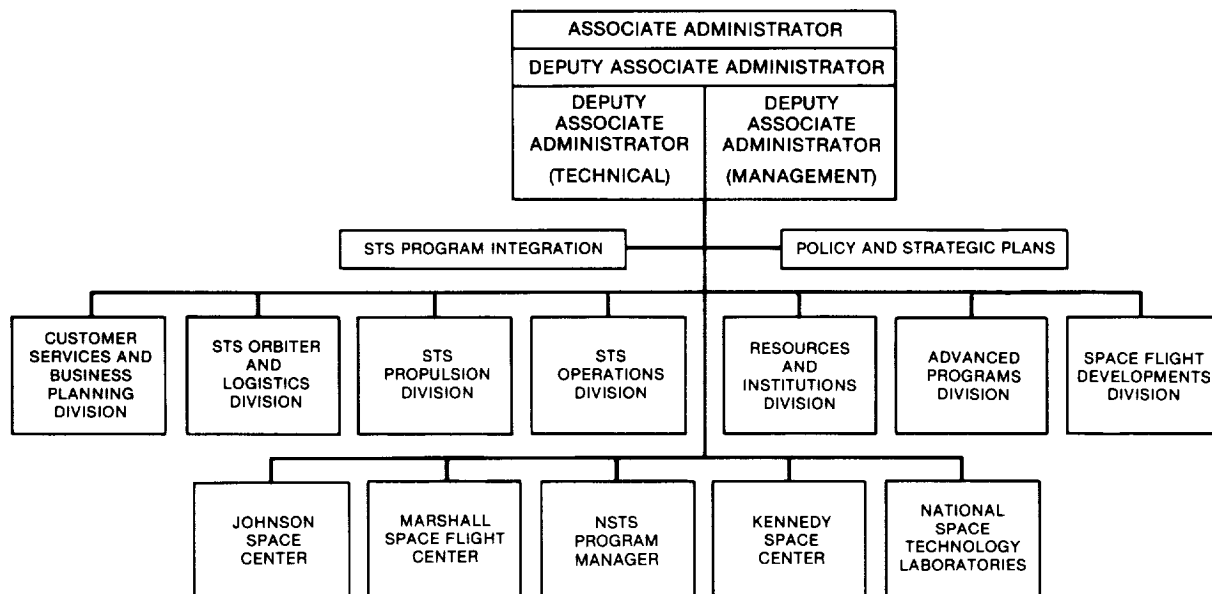 ASSOCIATE ADMINISTRATOR
DEPUTY ASSOCIATE ADMINISTRATOR
DEPUTY
ASSOCIATE
ADMINISTRATOR
(TECHNICAL)
DEPUTY
ASSOCIATE
ADMINISTRATOR
(MANAGEMENT)
STS PROGRAM INTEGRATION
POLICY AND STRATEGIC PLANS
CUSTOMER
SERVICES AND
BUSINESS
PLANNING
DIVISION
STS ORBITER
AND
LOGISTICS
DIVISION
STS
PROPULSION
DIVISION
STS
OPERATIONS
DIVISION
RESOURCES
AND
INSTITUTIONS
DIVISION
ADVANCED
PROGRAMS
DIVISION
SPACE FLIGHT
DEVELOPMENTS
DIVISION
JOHNSON
SPACE
CENTER
MARSHALL
SPACE FLIGHT
CENTER
NSTS
PROGRAM
MANAGER
KENNEDY
SPACE
CENTER
NATIONAL
SPACE
TECHNOLOGY
LABORATORIES